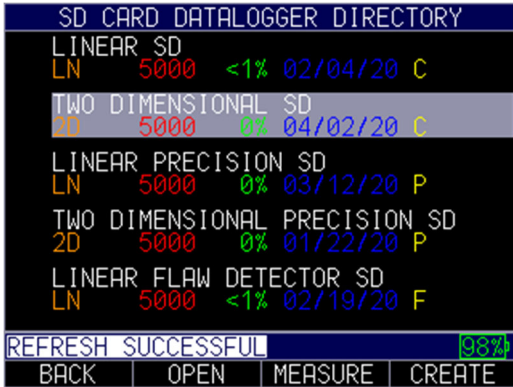 SD CARD DATALOGGER DIRECTORY
LINEAR SD
LN 5000 <1% 02/04/20 C
TWO DIMENSIONAL SD
2D 5000 0% 04/02/20 C
LINEAR PRECISION SD
LN 5000 0% 03/12/20 P
TWO DIMENSIONAL PRECISION SD
2D 5000 0% 01/22/20 P
LINEAR FLAW DETECTOR SD
LN 5000 <1% 02/19/20 F
REFRESH SUCCESSFUL 98%
BACK OPEN MEASURE CREATE